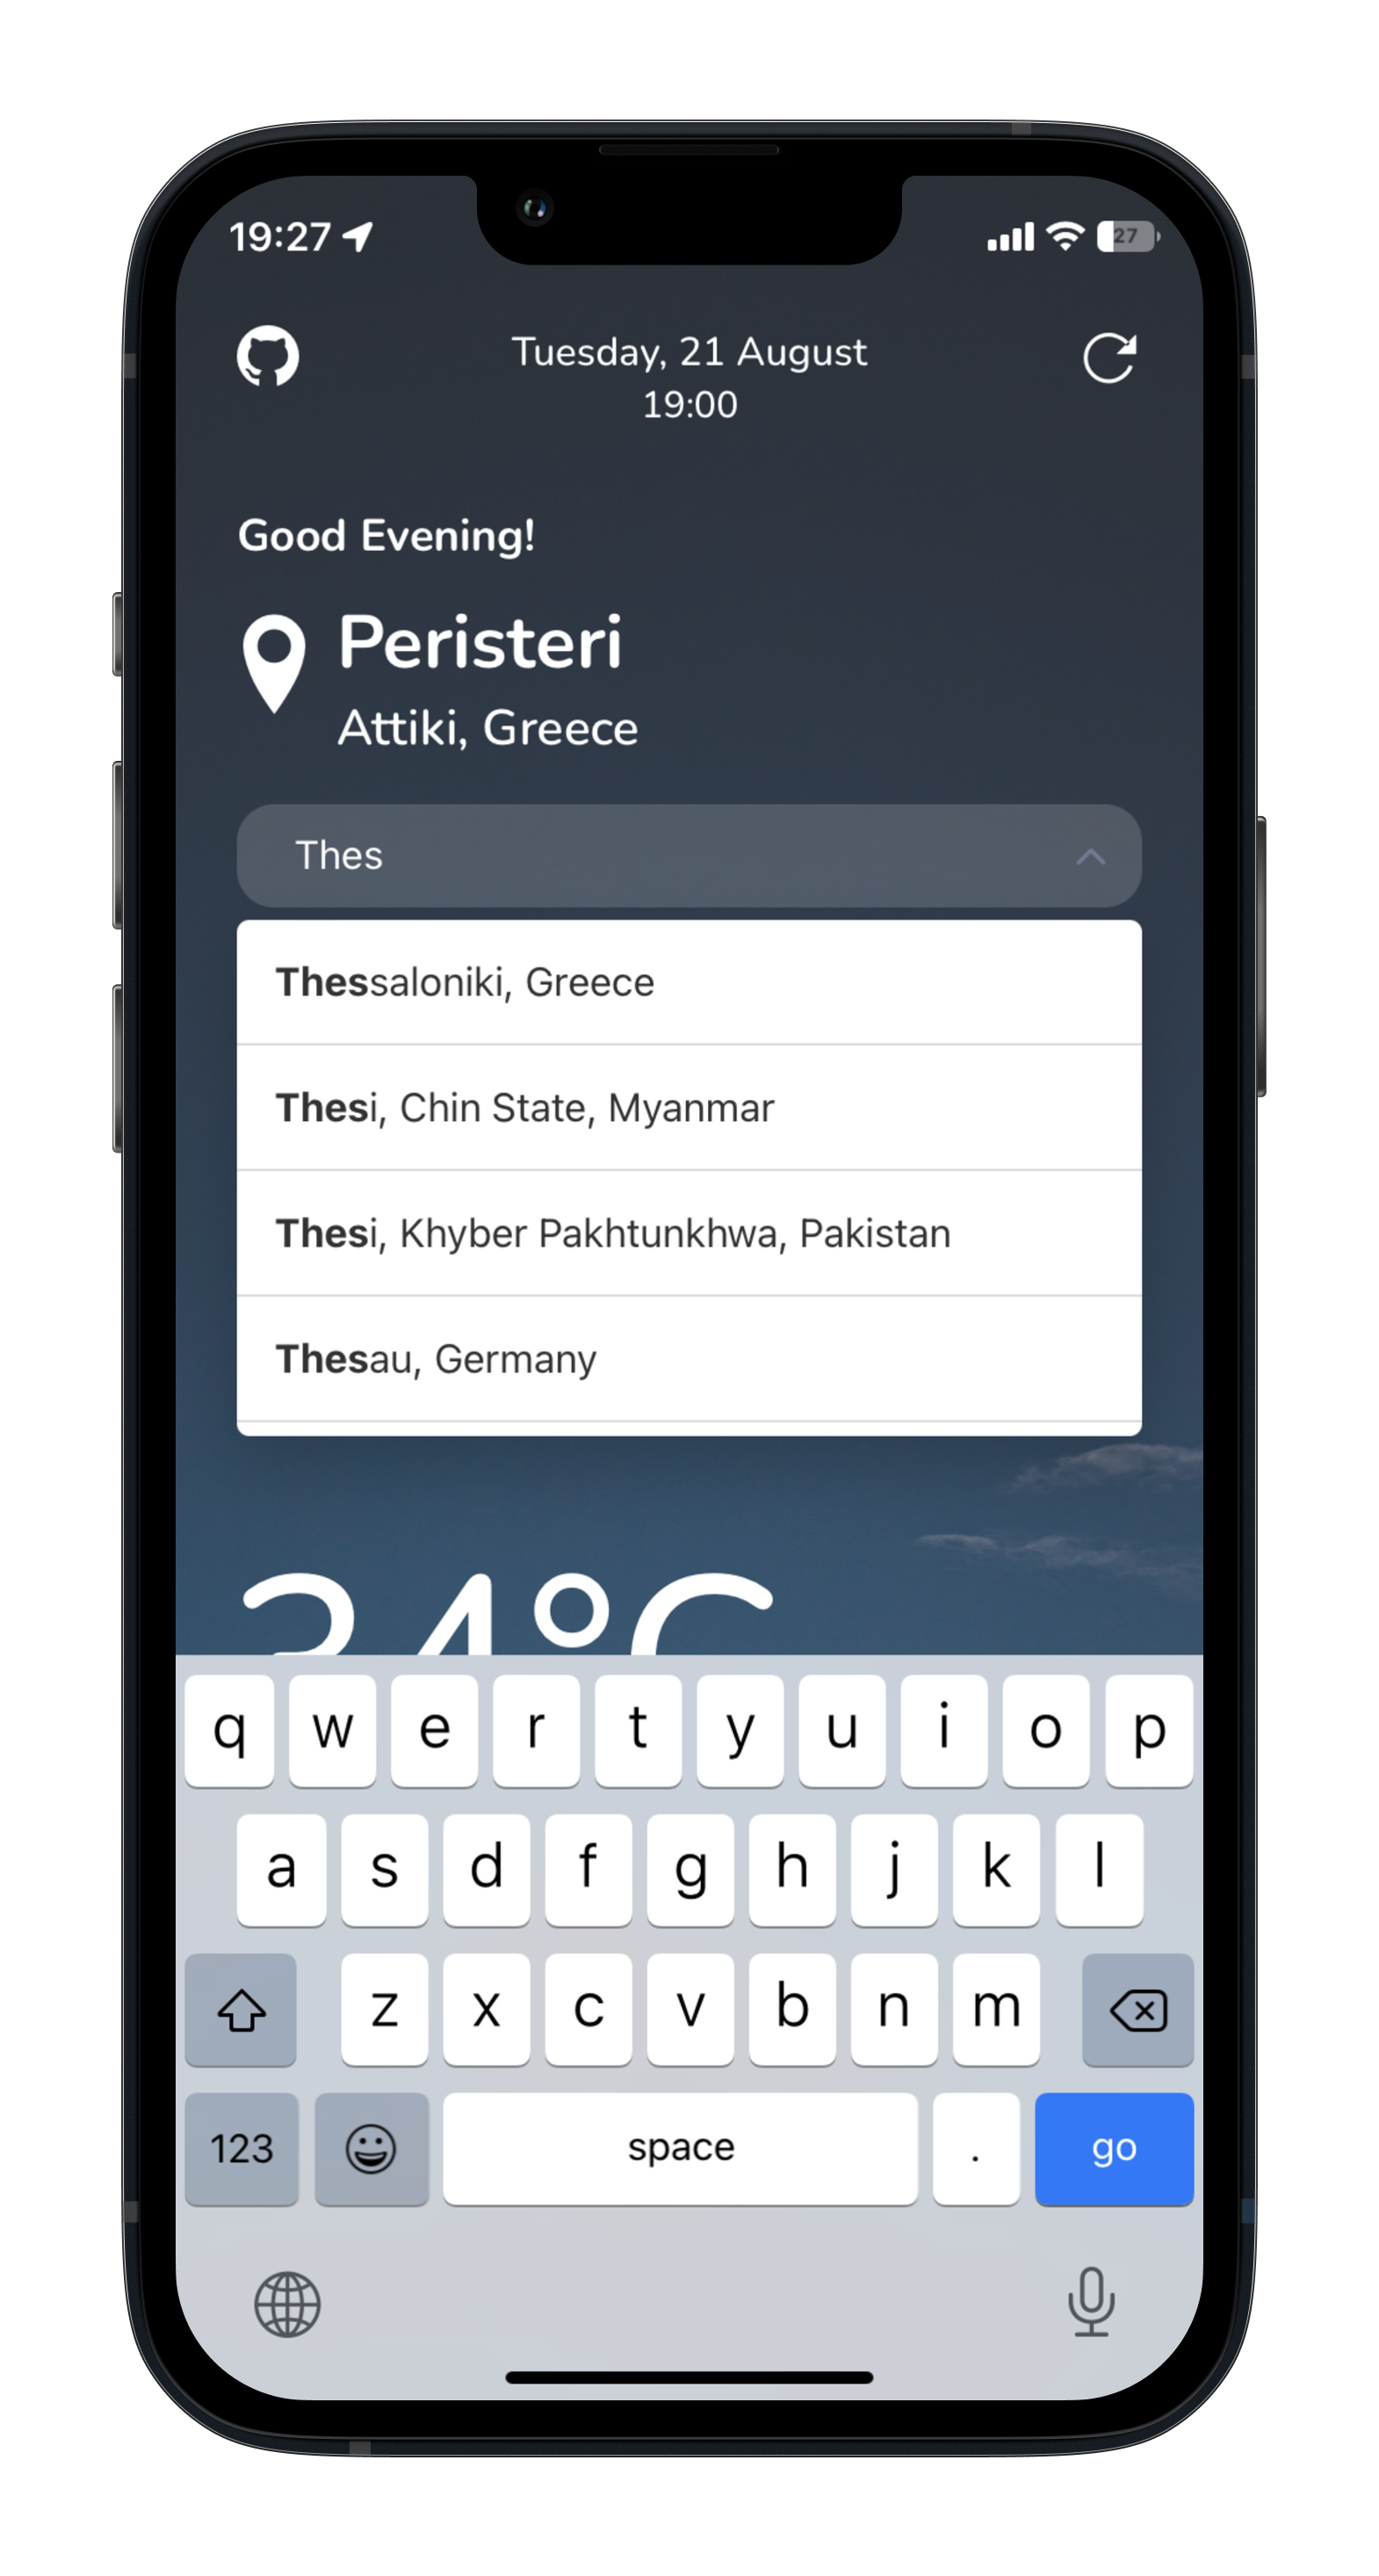 19:27
27
Tuesday, 21 August
19:00
Good Evening!
Peristeri
Attiki, Greece
Thes
Thessaloniki, Greece
Thesi, Chin State, Myanmar
Thesi, Khyber Pakhtunkhwa, Pakistan
Thesau, Germany
34°C
q w e r t y u i o p
a s d f g h j k l
z x c v b n m
123 space . go